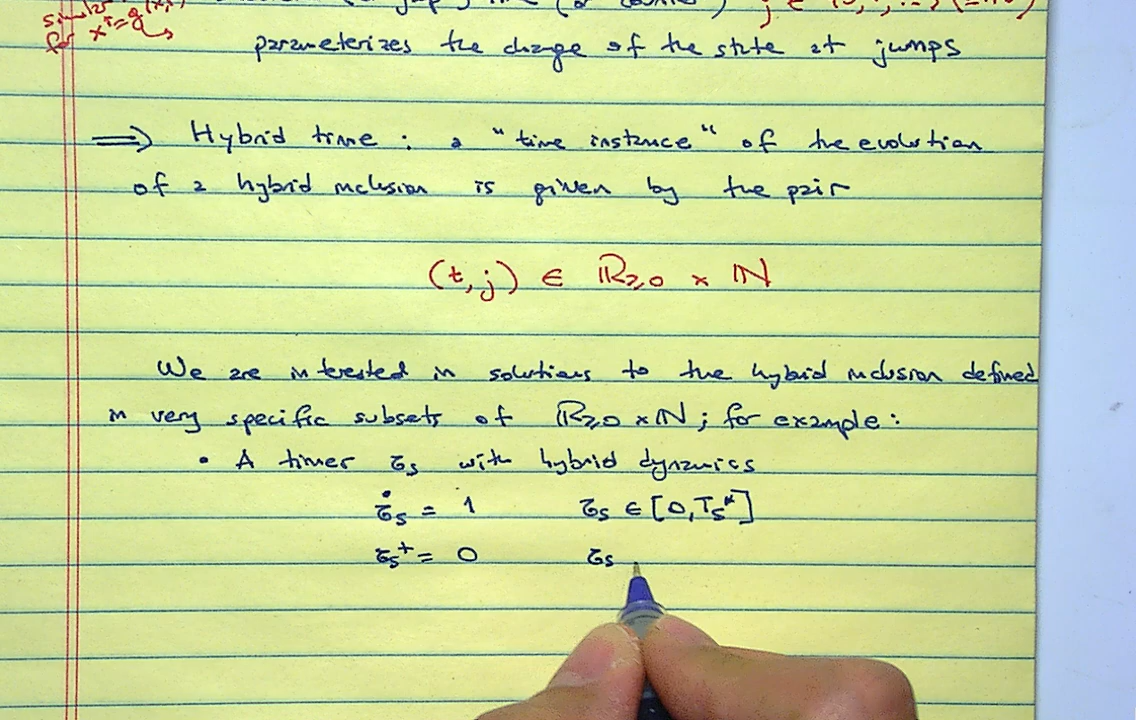 parameterizes the change of the state at jumps
⟹ Hybrid time : a "time instance" of the evolution
of a hybrid inclusion is given by the pair
(t, j) ∈ ℝ≥0 × ℕ
We are interested in solutions to the hybrid inclusion defined
in very specific subsets of ℝ≥0 × ℕ ; for example :
• A timer τs with hybrid dynamics
τ̇s = 1 τs ∈ [0, Ts*]
τs⁺ = 0 τs